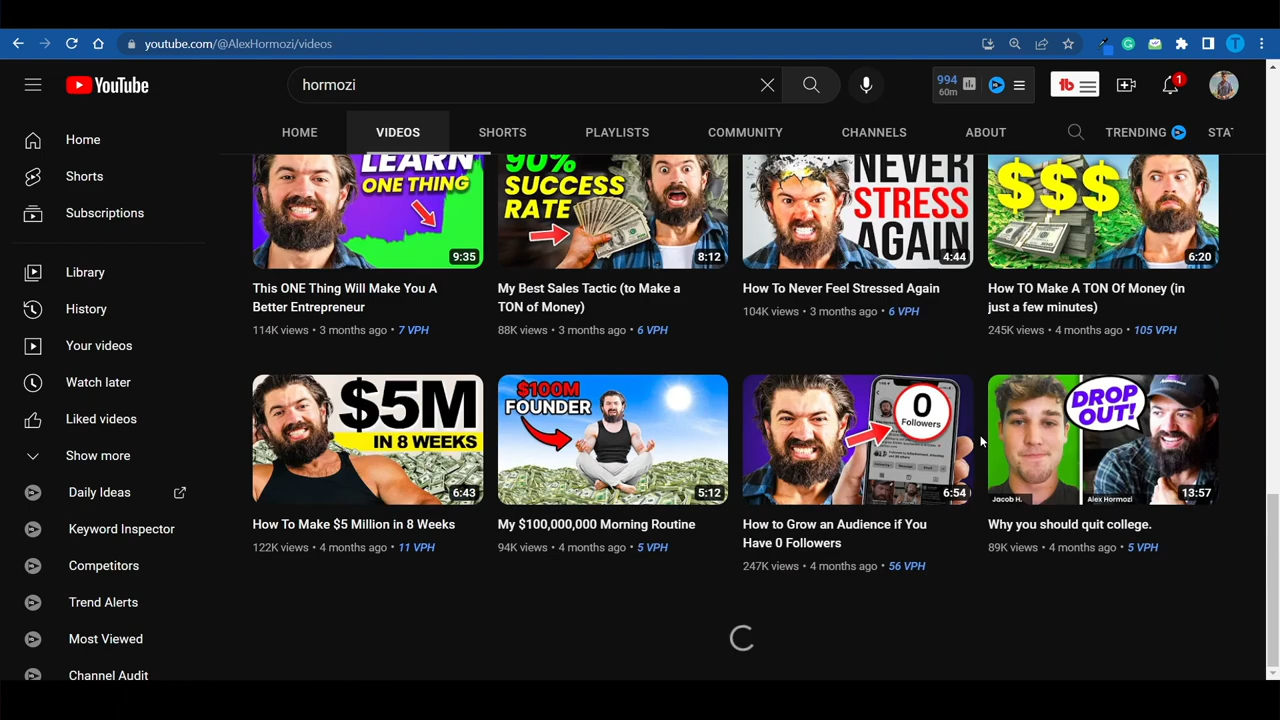 youtube.com/@AlexHormozi/videos
YouTube
hormozi
994
60m
1
HOME
VIDEOS
SHORTS
PLAYLISTS
COMMUNITY
CHANNELS
ABOUT
TRENDING
STAT
Home
Shorts
Subscriptions
Library
History
Your videos
Watch later
Liked videos
Show more
Daily Ideas
Keyword Inspector
Competitors
Trend Alerts
Most Viewed
Channel Audit
LEARN
ONE THING
9:35
This ONE Thing Will Make You A
Better Entrepreneur
114K views • 3 months ago • 7 VPH
90%
SUCCESS
RATE
8:12
My Best Sales Tactic (to Make a
TON of Money)
88K views • 3 months ago • 6 VPH
NEVER
STRESS
AGAIN
4:44
How To Never Feel Stressed Again
104K views • 3 months ago • 6 VPH
$$$
6:20
How TO Make A TON Of Money (in
just a few minutes)
245K views • 4 months ago • 105 VPH
$5M
IN 8 WEEKS
6:43
How To Make $5 Million in 8 Weeks
122K views • 4 months ago • 11 VPH
$100M
FOUNDER
5:12
My $100,000,000 Morning Routine
94K views • 4 months ago • 5 VPH
0
Followers
6:54
How to Grow an Audience if You
Have 0 Followers
247K views • 4 months ago • 56 VPH
DROP
OUT!
Jacob H.
Alex Hormozi
13:57
Why you should quit college.
89K views • 4 months ago • 5 VPH